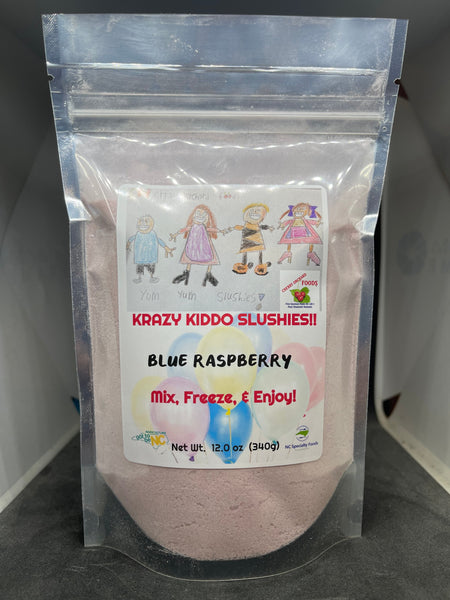 Yum Yum Slushies!
FOODS
KRAZY KIDDO SLUSHIES!!
BLUE RASPBERRY
Mix, Freeze, & Enjoy!
NC
Net Wt. 12.0 oz (340g)
NC Specialty Foods